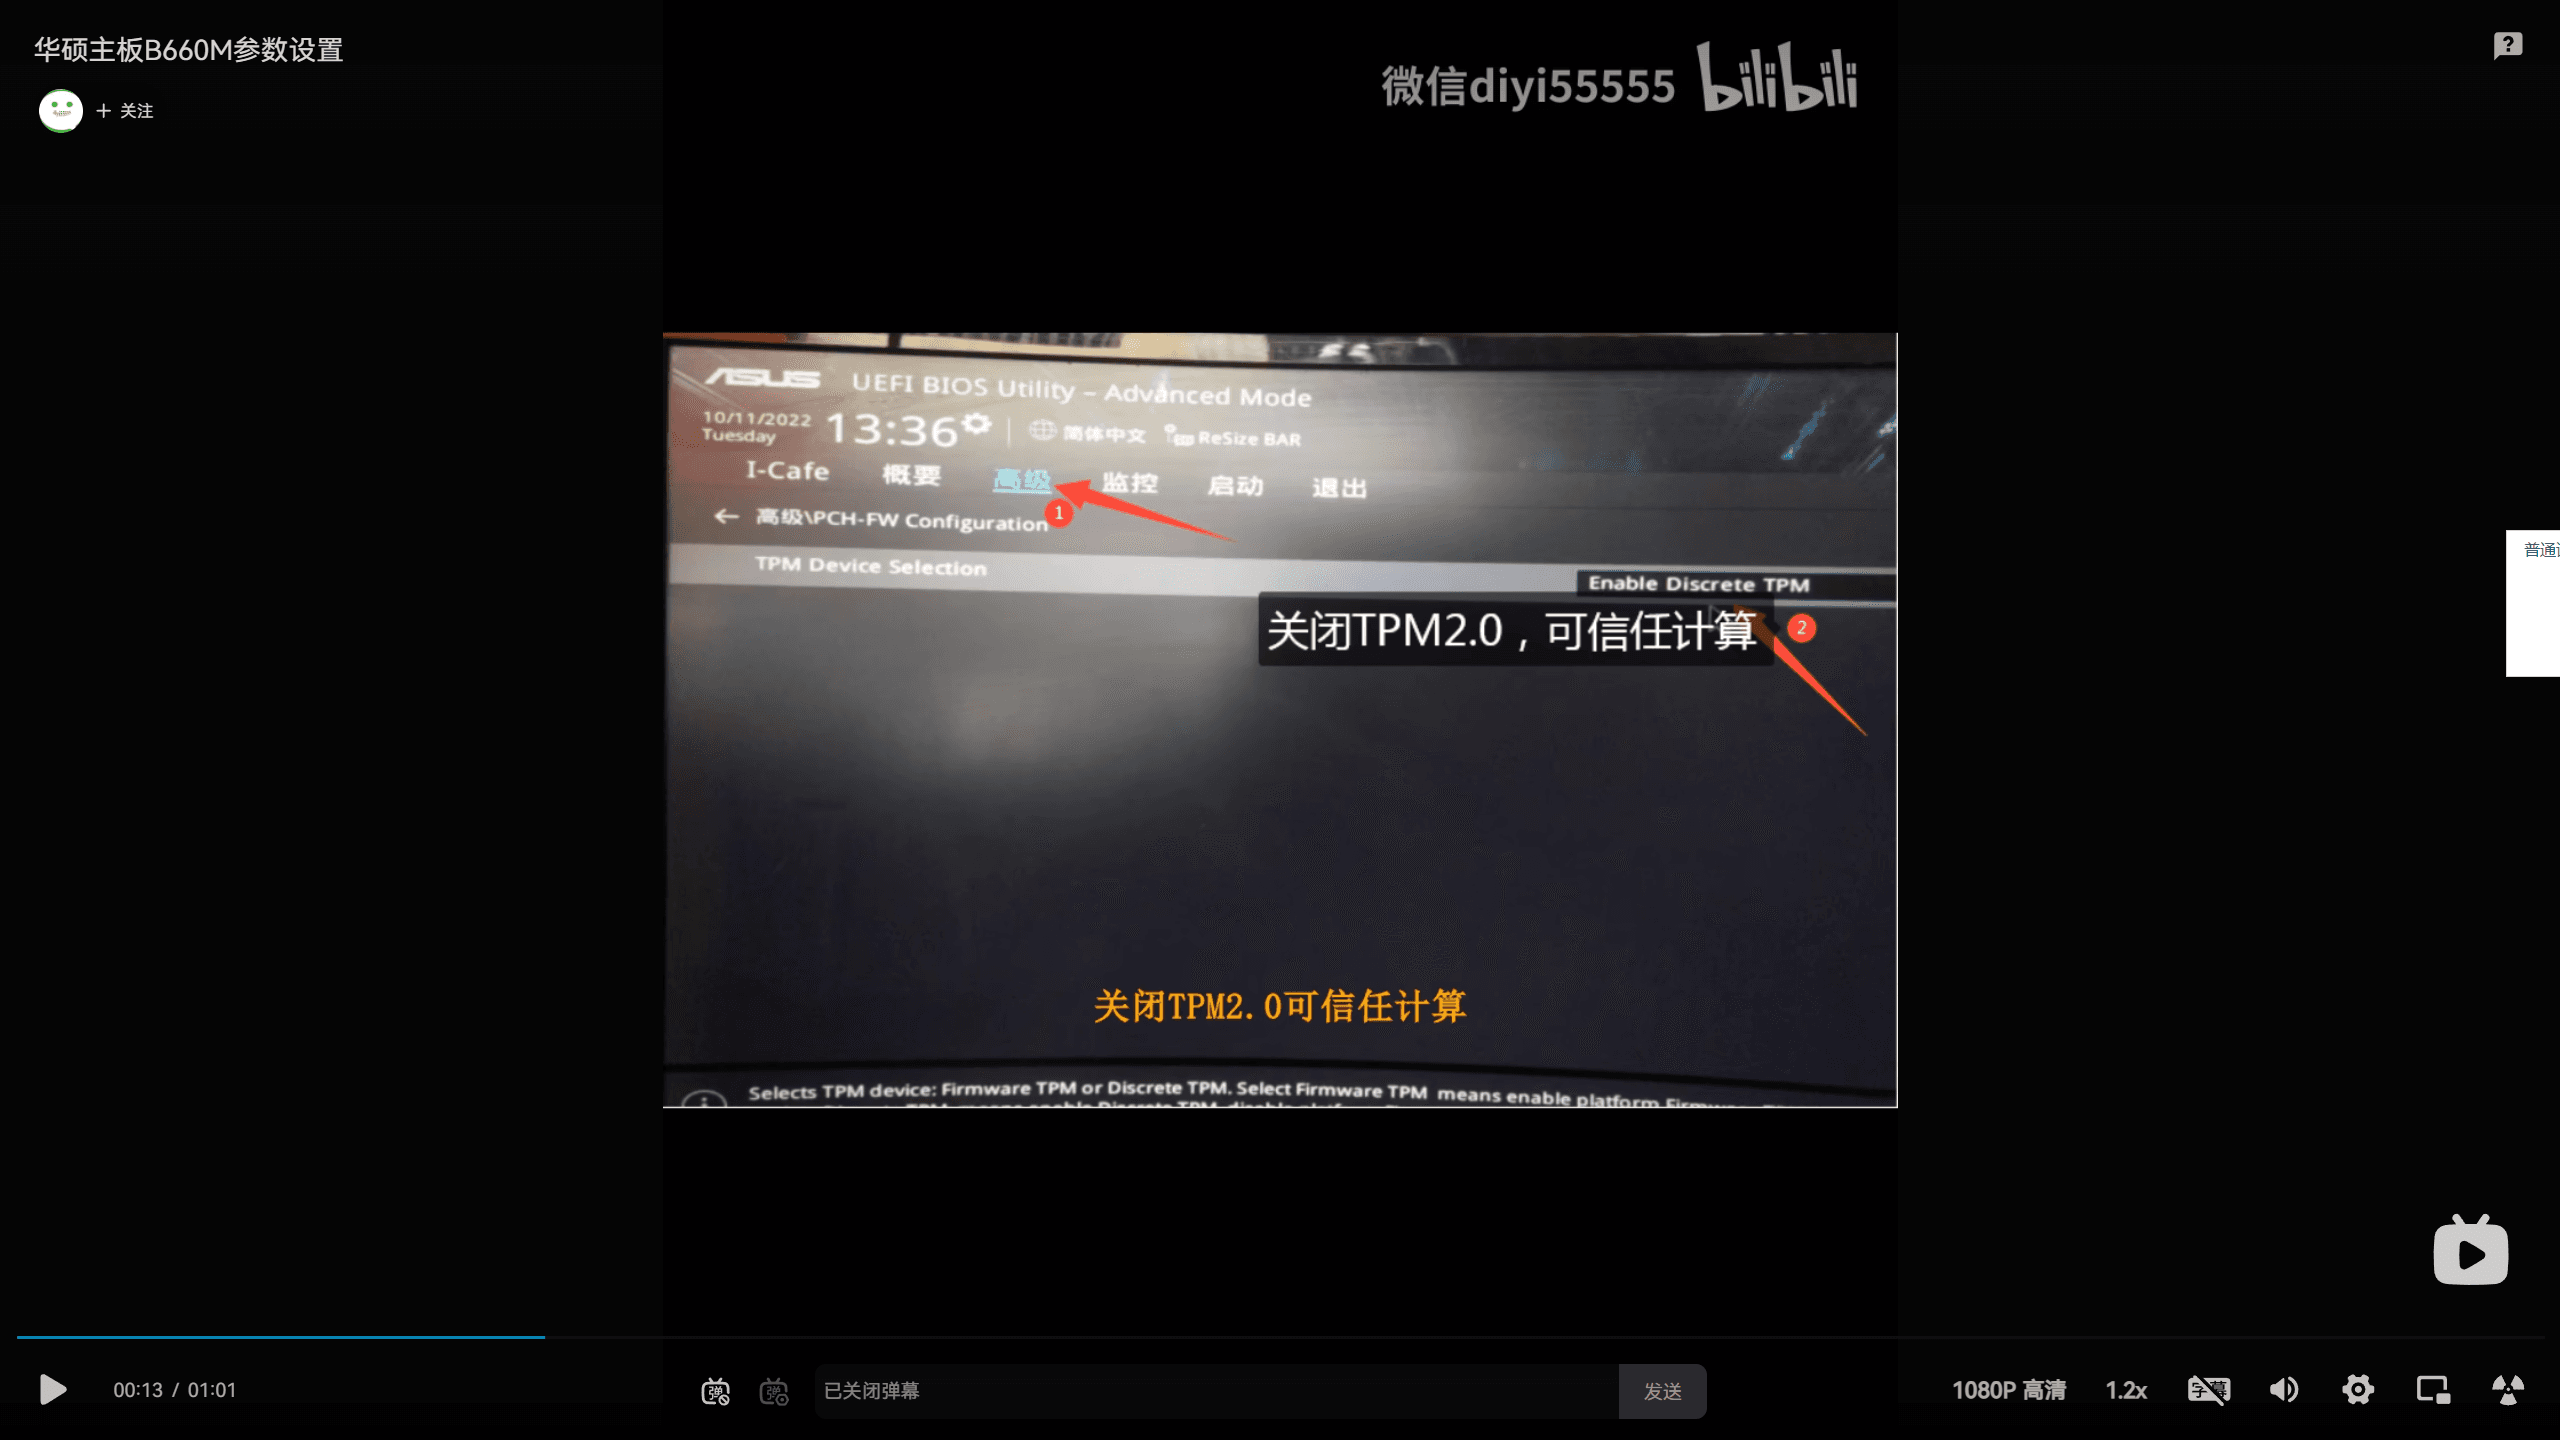 华硕主板B660M参数设置
+ 关注
微信diyi55555 bilibili
ASUS UEFI BIOS Utility – Advanced Mode
10/11/2022
Tuesday
13:36
简体中文 ReSize BAR
I-Cafe 概要 高级 监控 启动 退出
1
← 高级\PCH-FW Configuration
TPM Device Selection
Enable Discrete TPM
关闭TPM2.0，可信任计算
2
普通
关闭TPM2.0可信任计算
Selects TPM device: Firmware TPM or Discrete TPM. Select Firmware TPM means enable platform
00:13 / 01:01
弹
弹
已关闭弹幕
发送
1080P 高清
1.2x
字幕